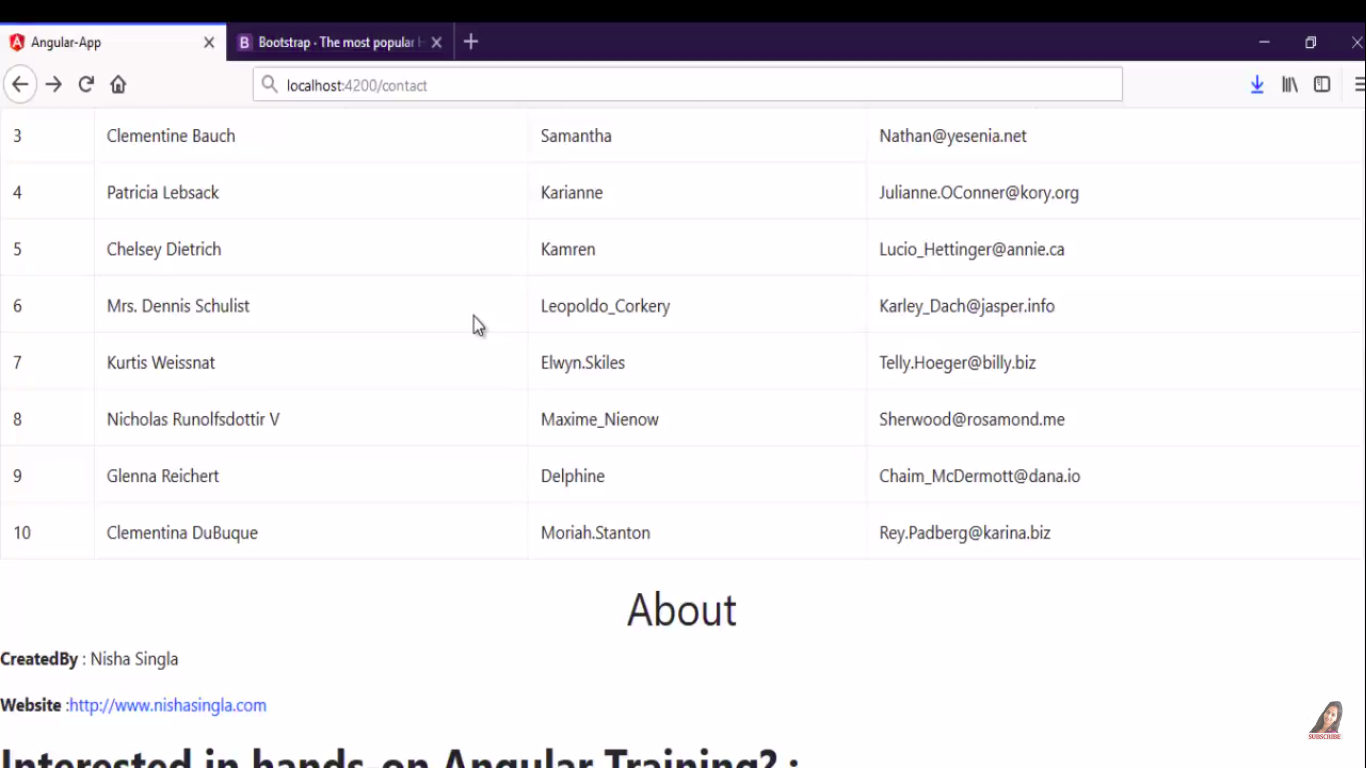 Angular-App
Bootstrap - The most popular
localhost:4200/contact
3 Clementine Bauch Samantha Nathan@yesenia.net
4 Patricia Lebsack Karianne Julianne.OConner@kory.org
5 Chelsey Dietrich Kamren Lucio_Hettinger@annie.ca
6 Mrs. Dennis Schulist Leopoldo_Corkery Karley_Dach@jasper.info
7 Kurtis Weissnat Elwyn.Skiles Telly.Hoeger@billy.biz
8 Nicholas Runolfsdottir V Maxime_Nienow Sherwood@rosamond.me
9 Glenna Reichert Delphine Chaim_McDermott@dana.io
10 Clementina DuBuque Moriah.Stanton Rey.Padberg@karina.biz
About
CreatedBy : Nisha Singla
Website :http://www.nishasingla.com
SUBSCRIBE
Interested in hands-on Angular Training? :